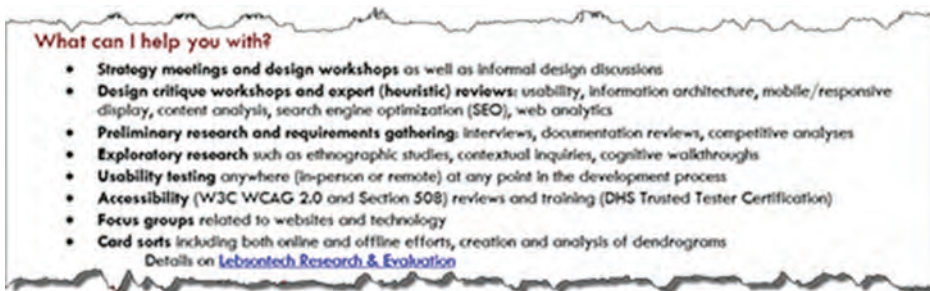 What can I help you with?
• Strategy meetings and design workshops as well as informal design discussions
• Design critique workshops and expert (heuristic) reviews: usability, information architecture, mobile/responsive
display, content analysis, search engine optimization (SEO), web analytics
• Preliminary research and requirements gathering: interviews, documentation reviews, competitive analyses
• Exploratory research such as ethnographic studies, contextual inquiries, cognitive walkthroughs
• Usability testing anywhere (in-person or remote) at any point in the development process
• Accessibility (W3C WCAG 2.0 and Section 508) reviews and training (DHS Trusted Tester Certification)
• Focus groups related to websites and technology
• Card sorts including both online and offline efforts, creation and analysis of dendrograms
Details on Lebsontech Research & Evaluation